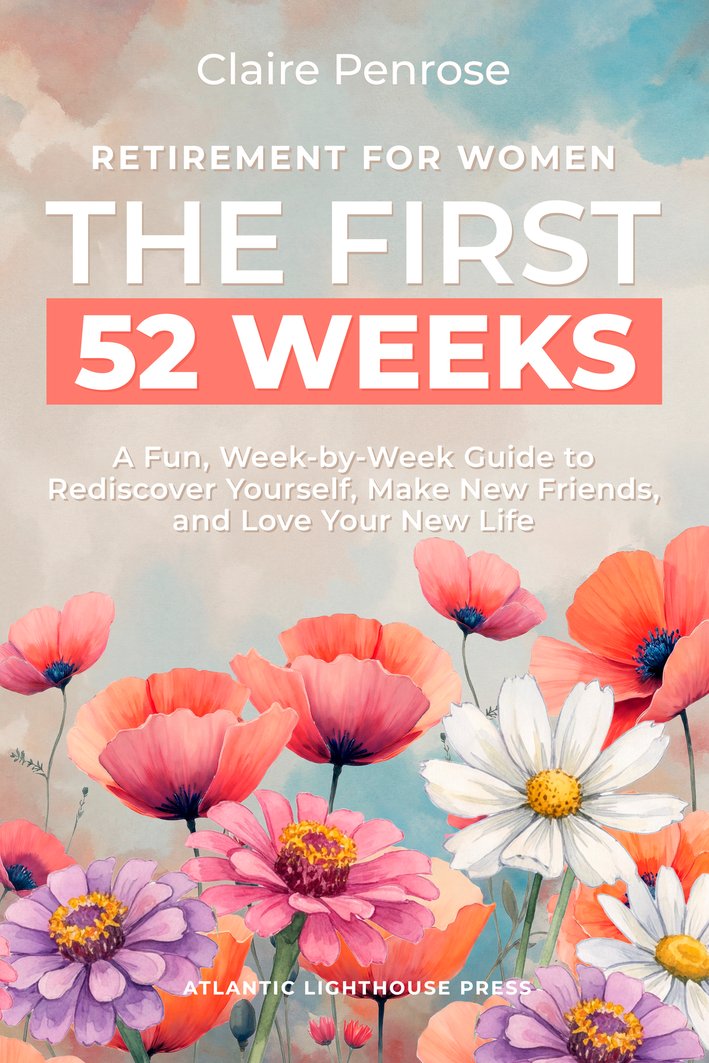 Claire Penrose
RETIREMENT FOR WOMEN
THE FIRST
52 WEEKS
A Fun, Week-by-Week Guide to
Rediscover Yourself, Make New Friends,
and Love Your New Life
ATLANTIC LIGHTHOUSE PRESS